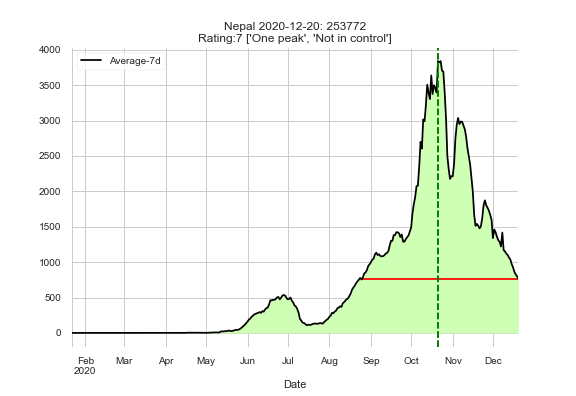 Nepal 2020-12-20: 253772
Rating:7 ['One peak', 'Not in control']
Average-7d
4000
3500
3000
2500
2000
1500
1000
500
0
Feb Mar Apr May Jun Jul Aug Sep Oct Nov Dec
2020
Date